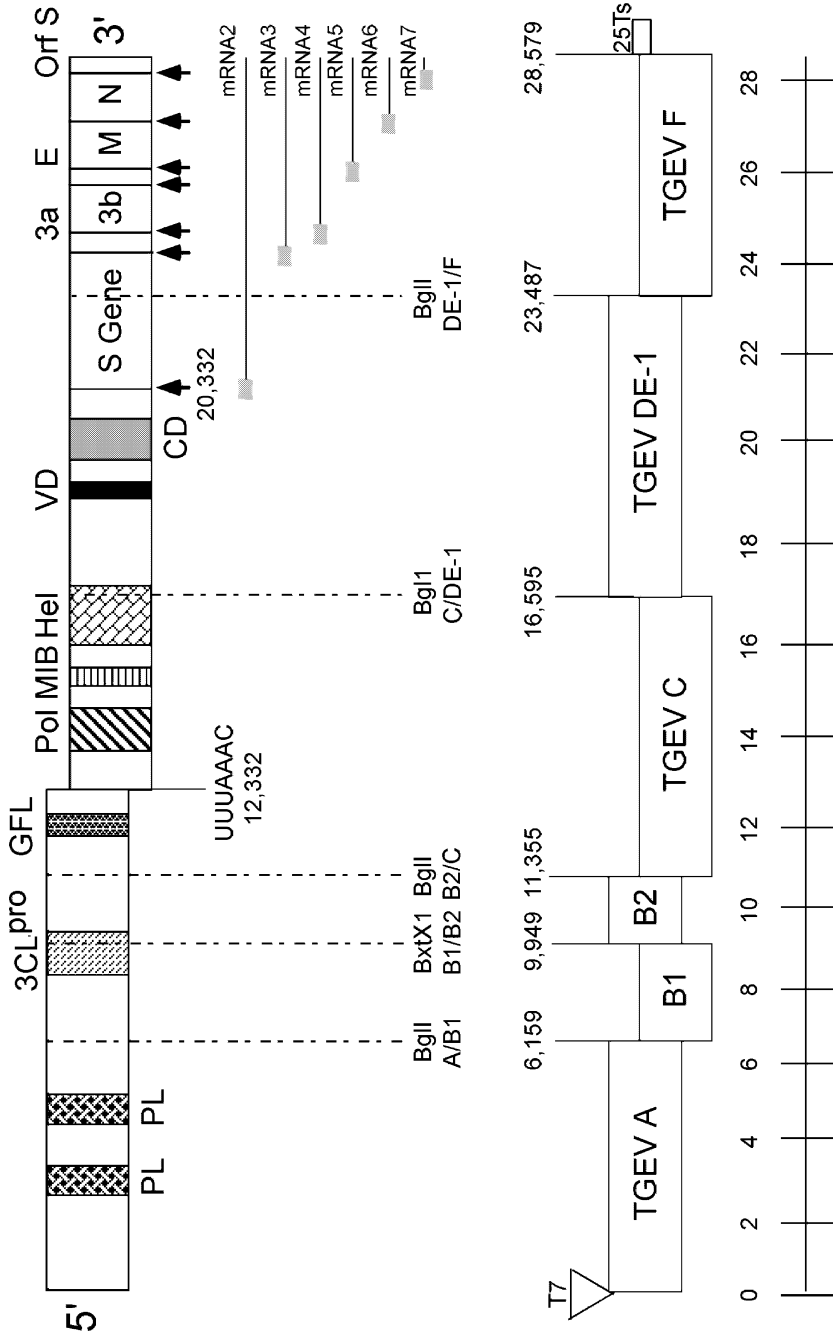 3CLpro GFL Pol MIB Hel VD 3a E Orf S
5' S Gene 3b M N 3'
PL PL CD
UUUAAAC
12,332
20,332
mRNA2
mRNA3
mRNA4
mRNA5
mRNA6
mRNA7
BglI BxtX1 BglI Bgl1 BglI
A/B1 B1/B2 B2/C C/DE-1 DE-1/F
6,159 9,949 11,355 16,595 23,487 28,579
T7
25Ts
TGEV A B1 B2 TGEV C TGEV DE-1 TGEV F
0 2 4 6 8 10 12 14 16 18 20 22 24 26 28